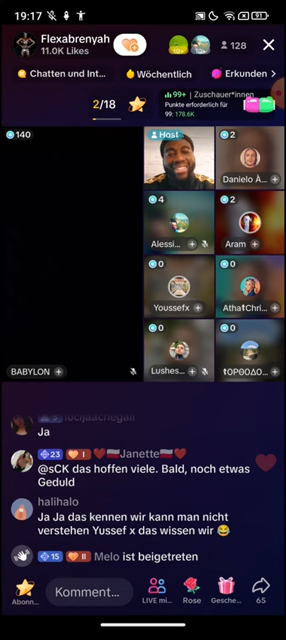 19:17
91
Flexabrenyah
11.0K Likes
10+
128
Chatten und Int...
Wöchentlich
Erkunden
2/18
99+ | Zuschauer*innen
Punkte erforderlich für
99: 178.6K
140
Host
2
Danielo À...
4
Alessi...
2
Aram
0
Youssefx
0
Atha☨Chri...
BABYLON
0
Lushes...
0
Ja
23 I ❤️🇵🇱Janette🇵🇱❤️
@sCK das hoffen viele. Bald, noch etwas
Geduld
halihalo
Ja Ja das kennen wir kann man nicht
verstehen Yussef x das wissen wir 😂
15 II Melo ist beigetreten
Abonn...
Komment...
LIVE mi...
Rose
Gesche...
65